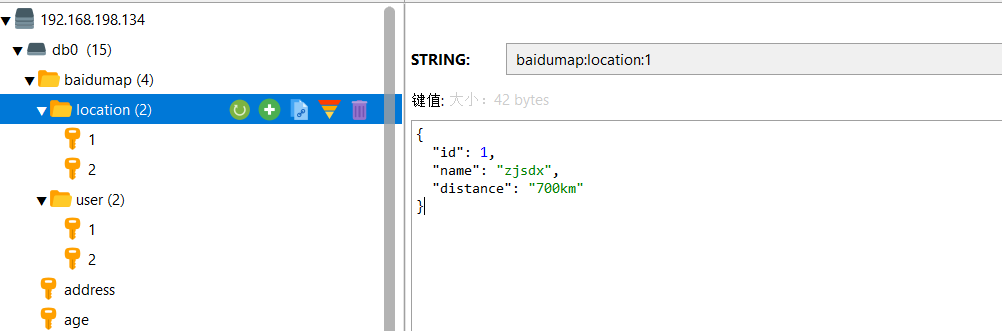 192.168.198.134
db0 (15)
baidumap (4)
location (2)
1
2
user (2)
1
2
address
age
STRING: baidumap:location:1
键值: 大小： 42 bytes
{
"id": 1,
"name": "zjsdx",
"distance": "700km"
}